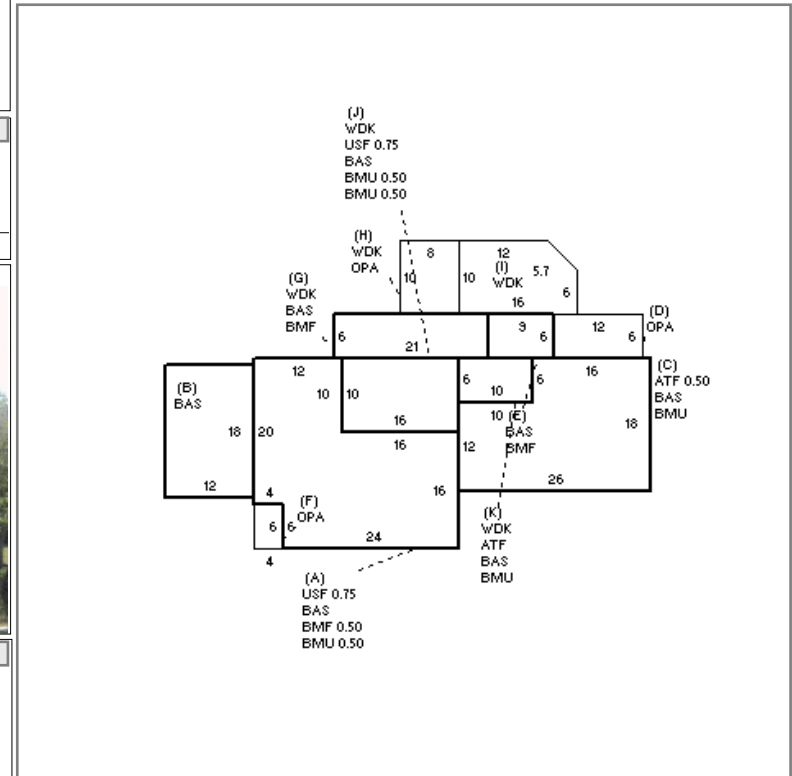 (J)
WDK
USF 0.75
BAS
BMU 0.50
BMU 0.50
(H)
WDK
OPA
8
10
12
(I)
WDK
10
5.7
6
16
(G)
WDK
BAS
BMF
6
21
9
6
12
6
(D)
OPA
(B)
BAS
18
12
12
10
20
10
16
16
16
4
6
6
4
(F)
OPA
24
6
10
6
10
(E)
BAS
BMF
12
16
18
26
(C)
ATF 0.50
BAS
BMU
(K)
WDK
ATF
BAS
BMU
(A)
USF 0.75
BAS
BMF 0.50
BMU 0.50